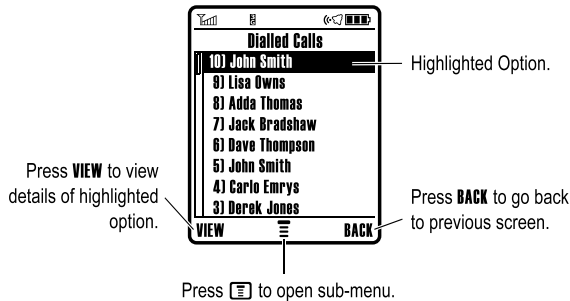 Dialled Calls
10) John Smith
Highlighted Option.
9) Lisa Owns
8) Adda Thomas
7) Jack Bradshaw
6) Dave Thompson
5) John Smith
4) Carlo Emrys
3) Derek Jones
VIEW
BACK
Press VIEW to view
details of highlighted
option.
Press BACK to go back
to previous screen.
Press to open sub-menu.